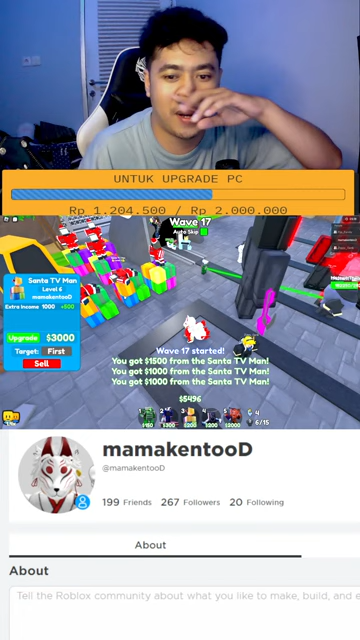 UNTUK UPGRADE PC
Rp 1.204.500 / Rp 2.000.000
Wave 17
Auto Skip
Santa TV Man
Level 6
mamakentooD
Extra Income 1000 +500
Upgrade $3000
Target: First
Sell
Wave 17 started!
You got $1500 from the Santa TV Man!
You got $1000 from the Santa TV Man!
You got $1000 from the Santa TV Man!
$5496
4
6/15
mamakentooD
@mamakentooD
199 Friends 267 Followers 20 Following
About
About
Tell the Roblox community about what you like to make, build, and e